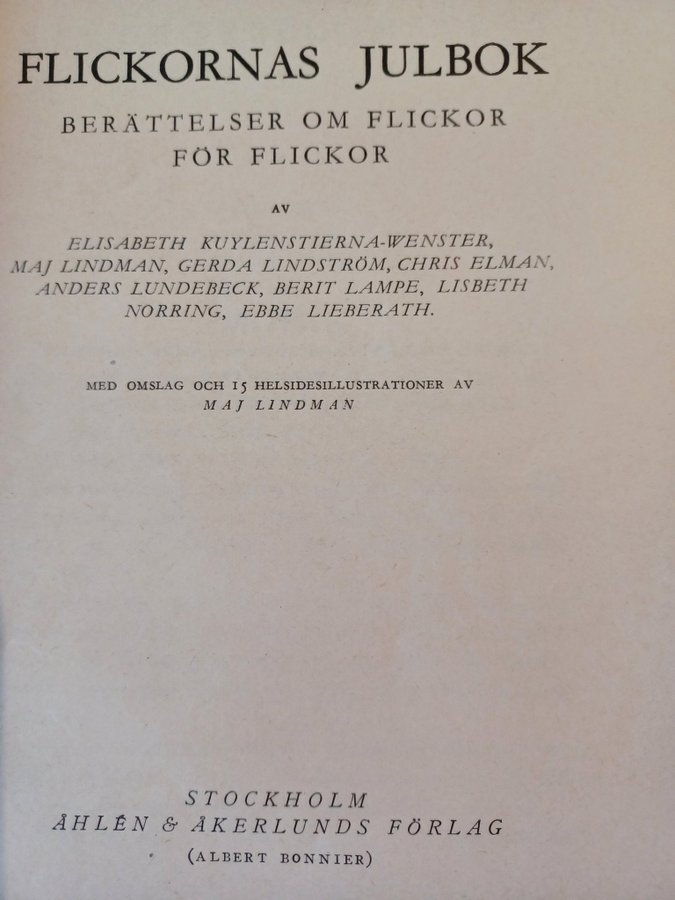 FLICKORNAS JULBOK
BERÄTTELSER OM FLICKOR
FÖR FLICKOR
AV
ELISABETH KUYLENSTIERNA-WENSTER,
MAJ LINDMAN, GERDA LINDSTRÖM, CHRIS ELMAN,
ANDERS LUNDEBECK, BERIT LAMPE, LISBETH
NORRING, EBBE LIEBERATH.
MED OMSLAG OCH 15 HELSIDESILLUSTRATIONER AV
MAJ LINDMAN
STOCKHOLM
ÅHLÉN & ÅKERLUNDS FÖRLAG
(ALBERT BONNIER)